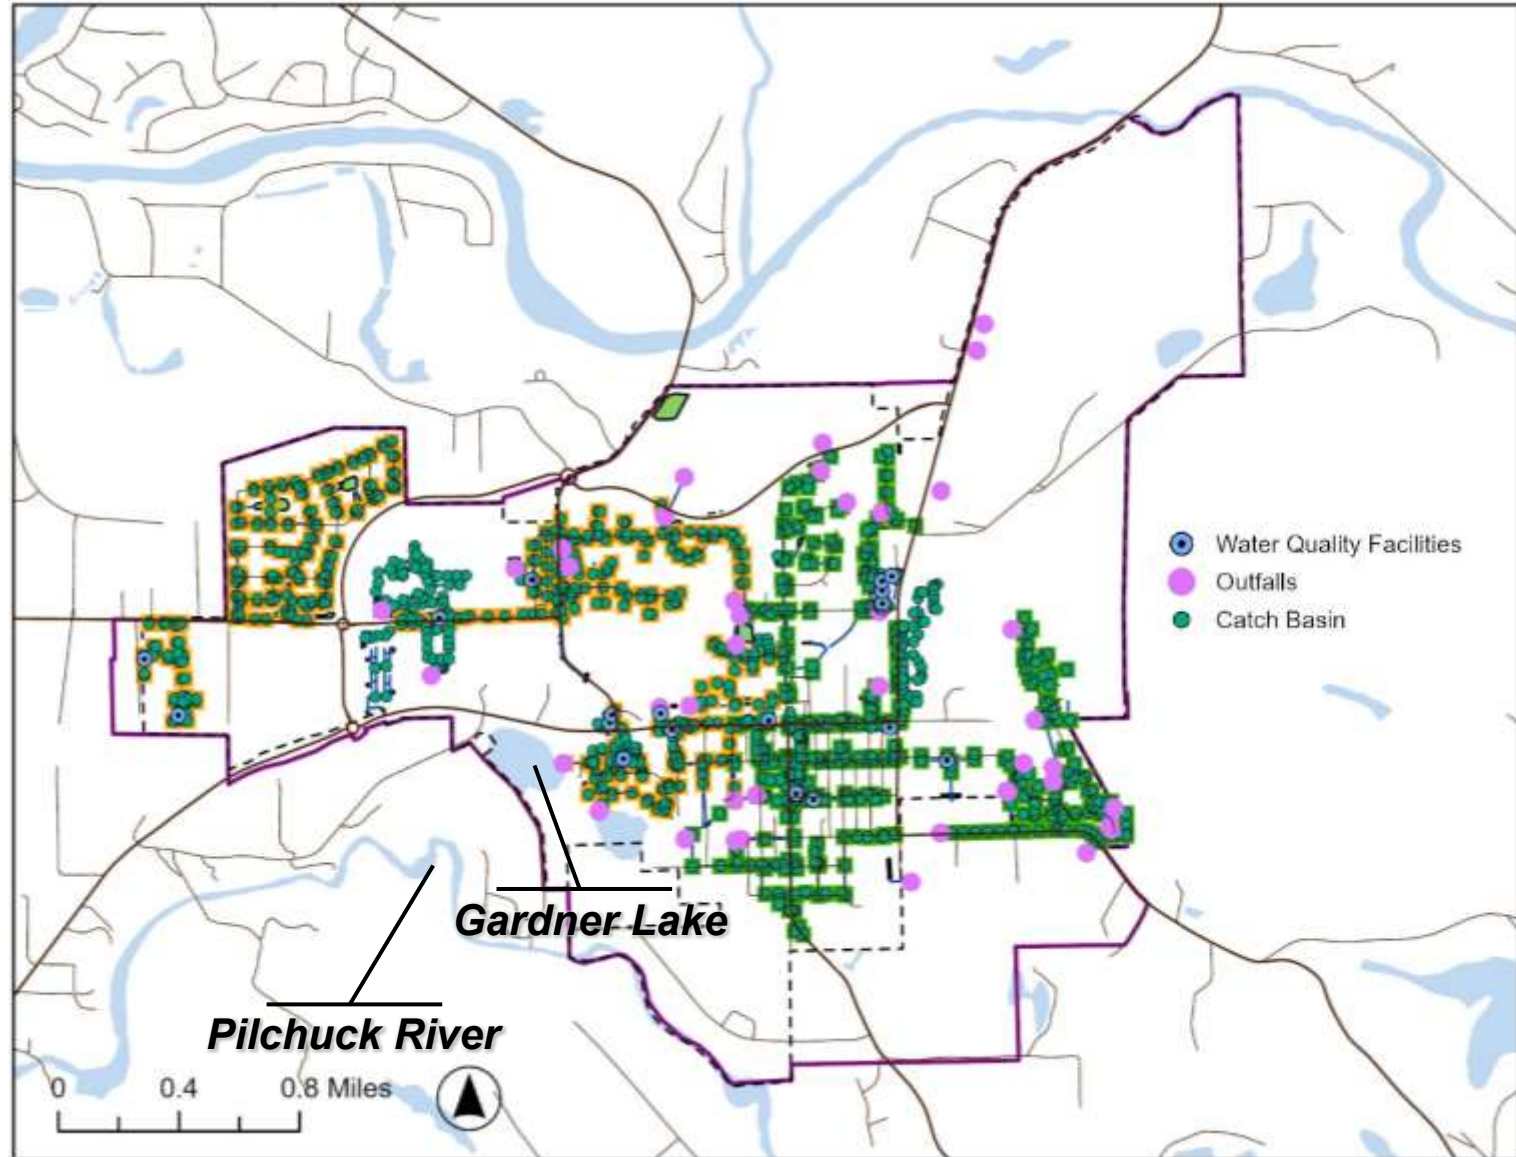 Water Quality Facilities
Outfalls
Catch Basin
Gardner Lake
Pilchuck River
0 0.4 0.8 Miles